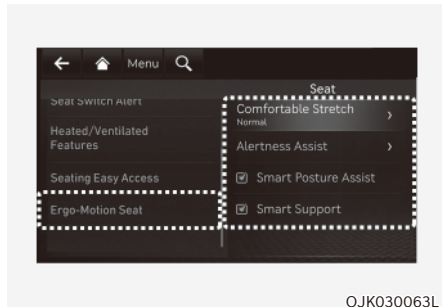 Menu
Seat
Seat Switch Alert
Heated/Ventilated
Features
Seating Easy Access
Ergo-Motion Seat
Comfortable Stretch
Normal
Alertness Assist
Smart Posture Assist
Smart Support
OJK030063L